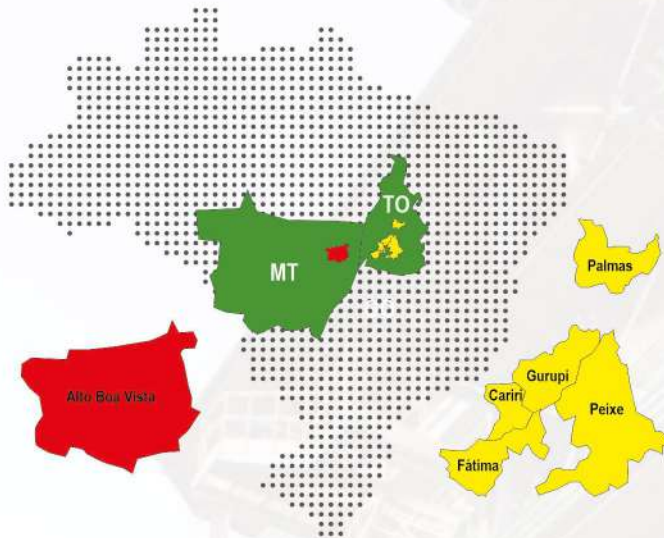 TO
MT
Palmas
Alto Boa Vista
Gurupi
Cariri
Peixe
Fátima